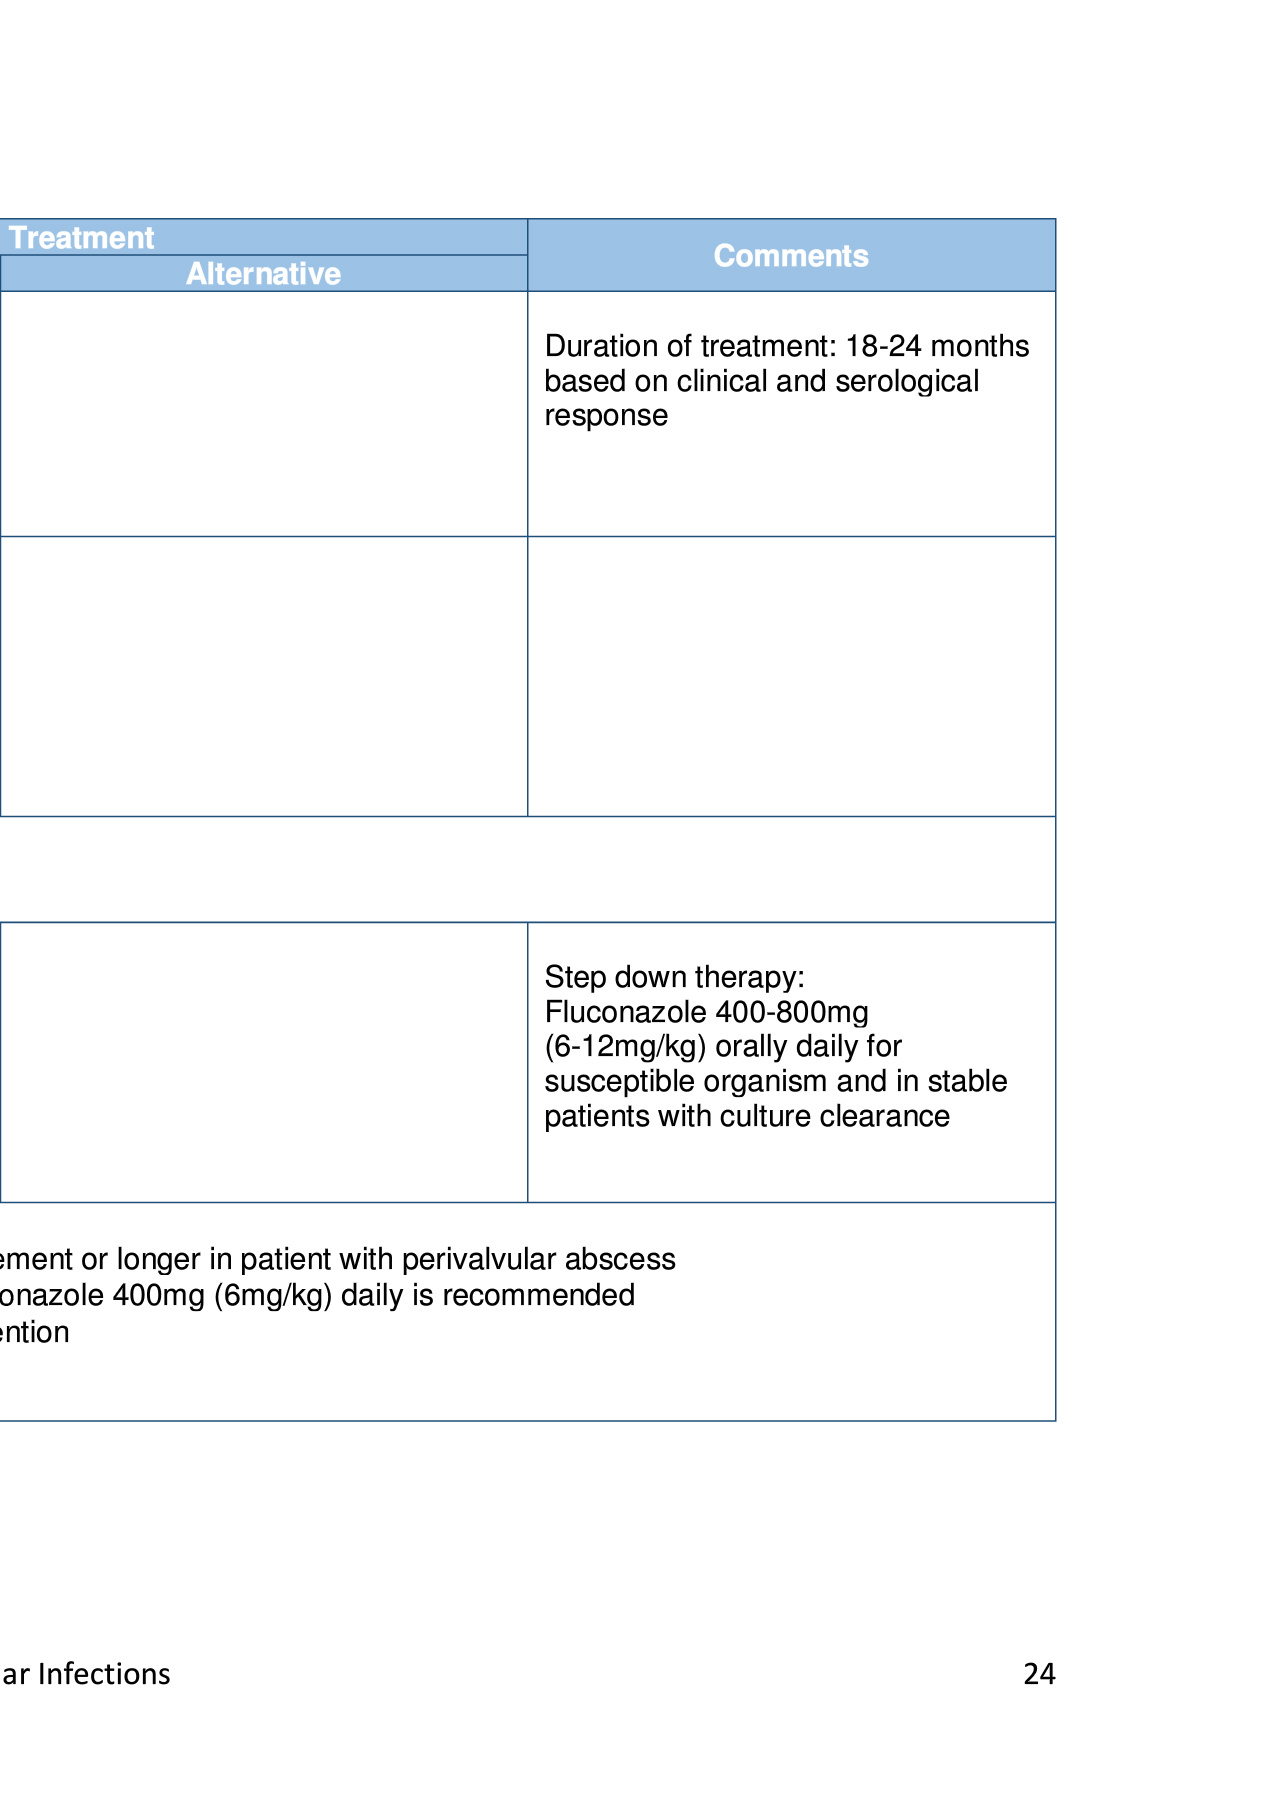 Treatment
Comments
Alternative
Duration of treatment: 18-24 months
based on clinical and serological
response
Step down therapy:
Fluconazole 400-800mg
(6-12mg/kg) orally daily for
susceptible organism and in stable
patients with culture clearance
ement or longer in patient with perivalvular abscess
onazole 400mg (6mg/kg) daily is recommended
ention
ar Infections
24